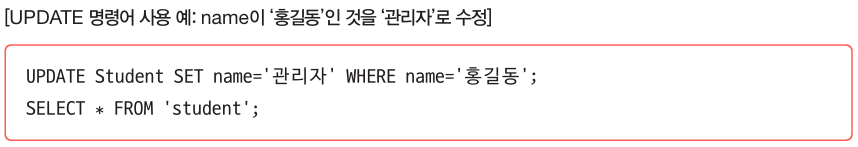 [UPDATE 명령어 사용 예: name이 ‘홍길동’인 것을 ‘관리자’로 수정]
UPDATE Student SET name='관리자' WHERE name='홍길동';
SELECT * FROM 'student';